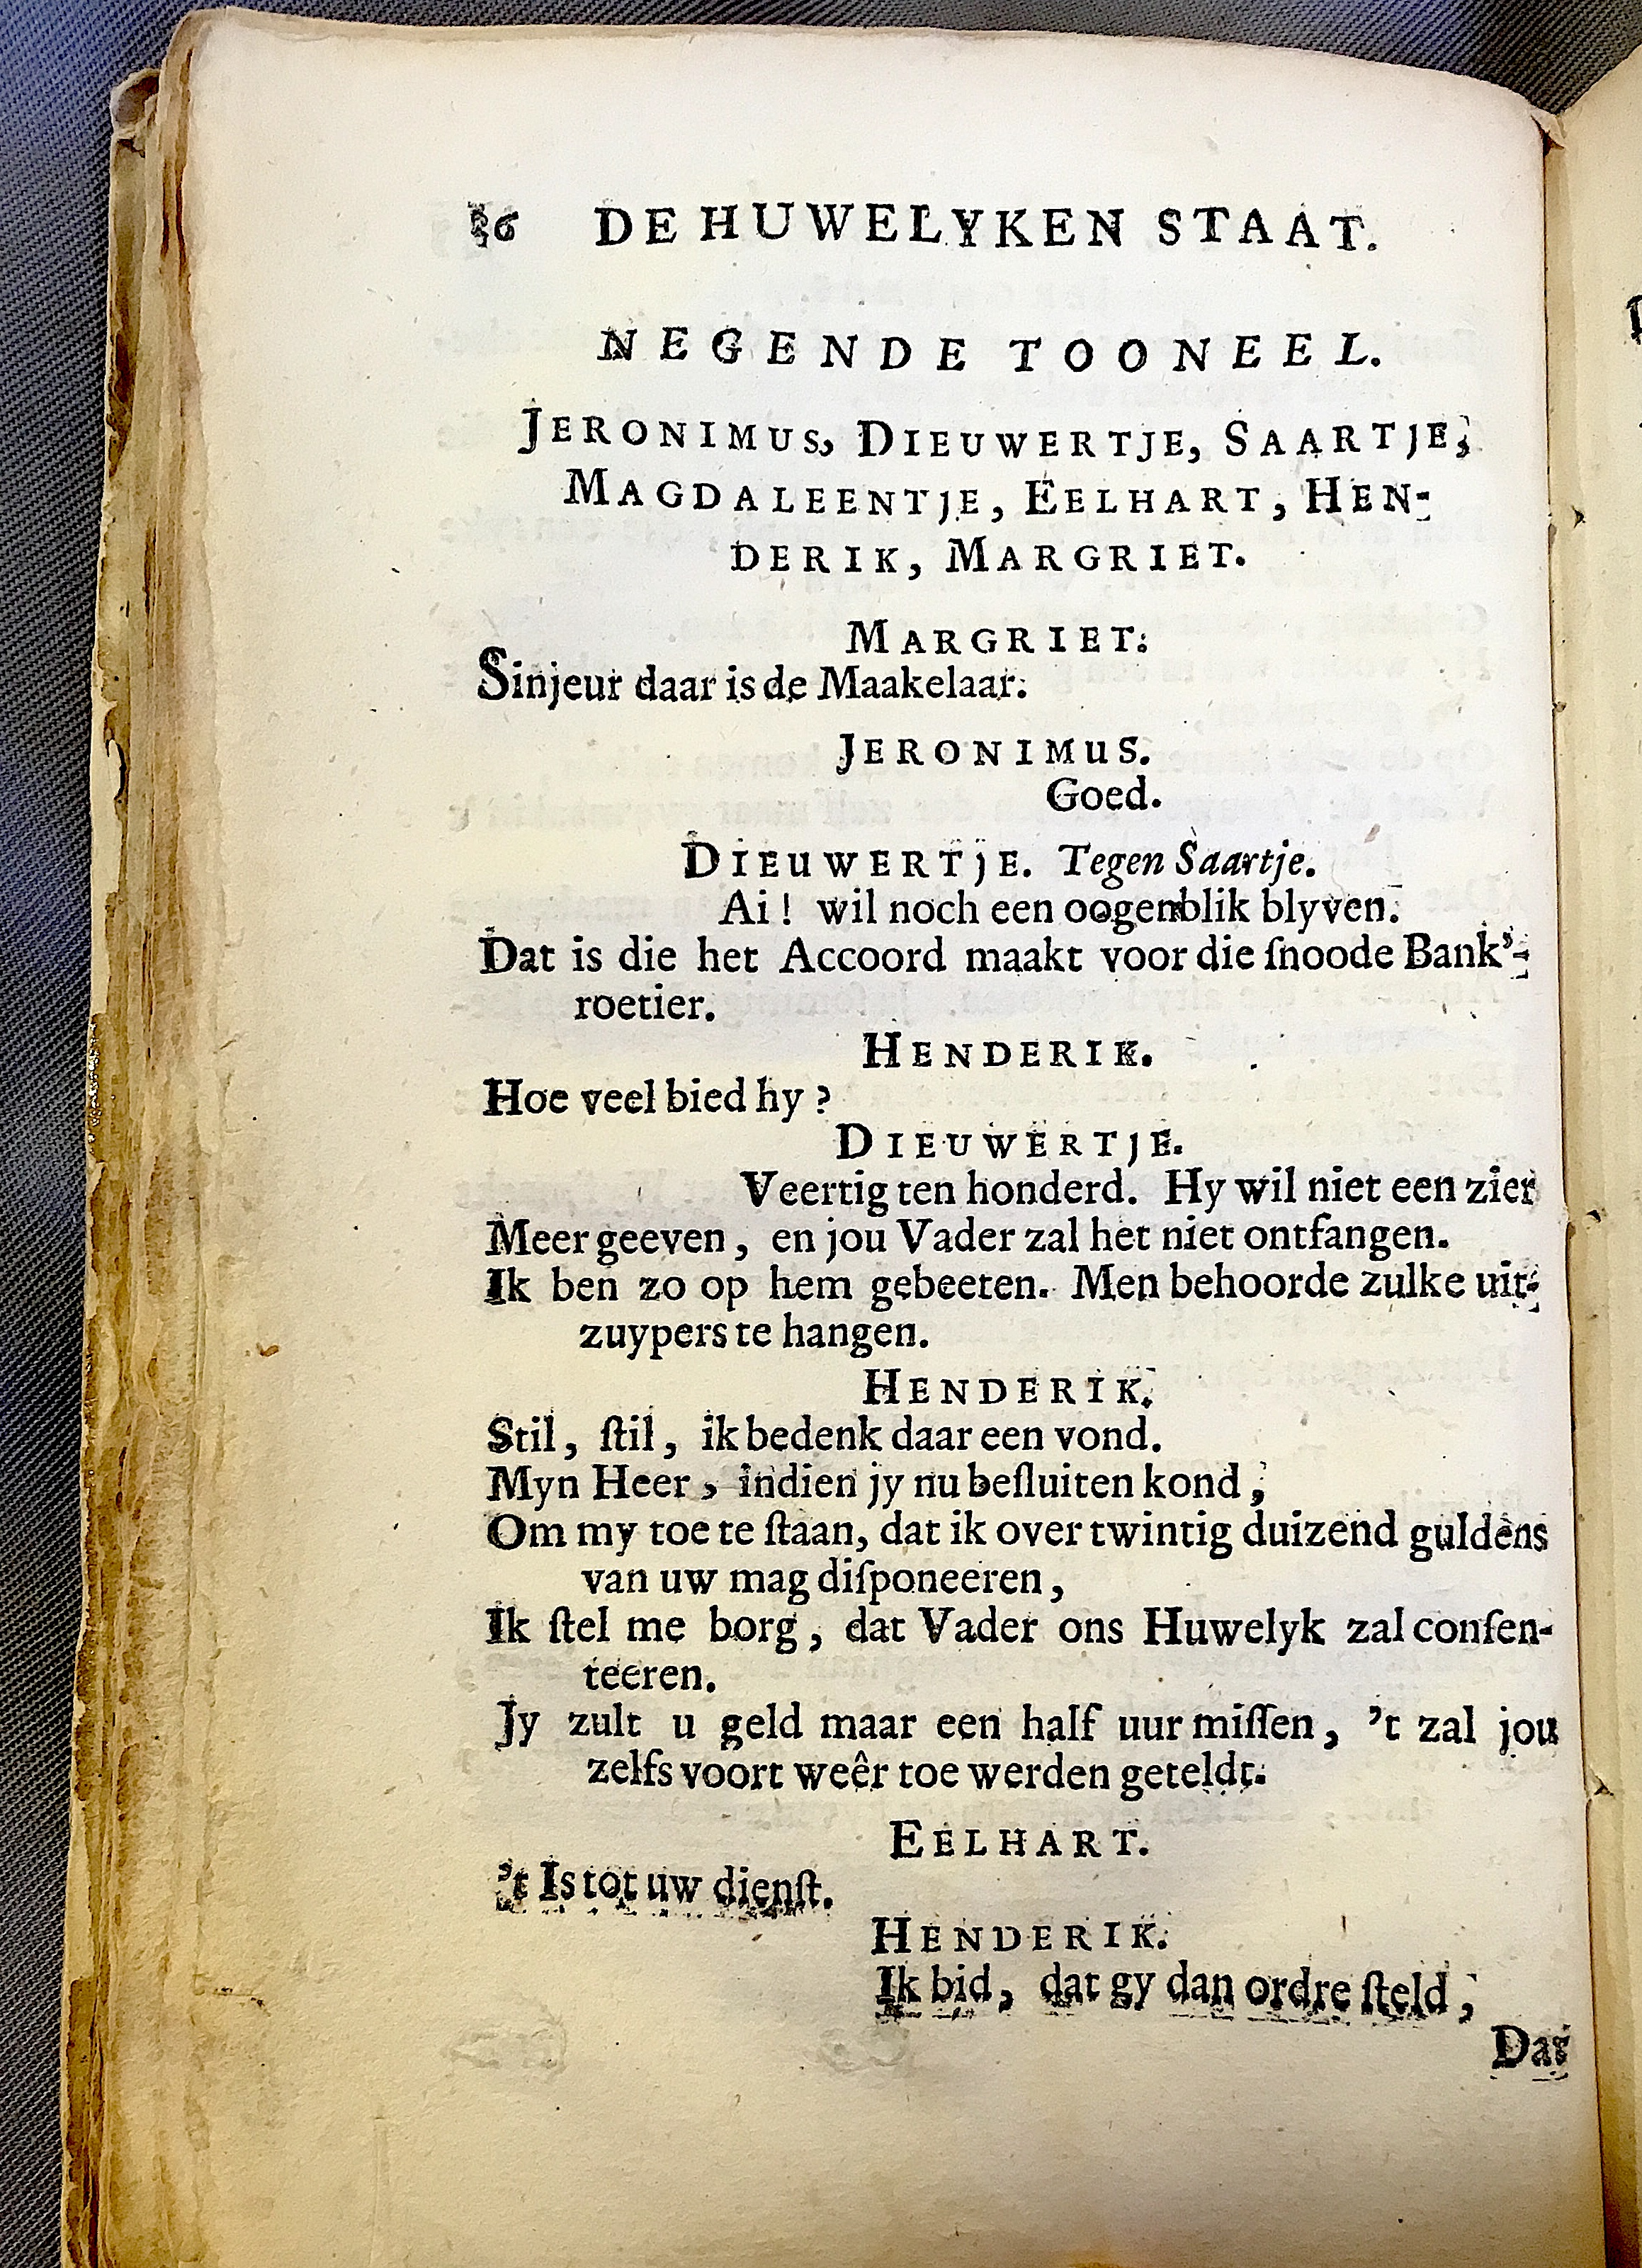 6 DE HUWELYKEN STAAT.
NEGENDE TOONEEL.
JERONIMUS, DIEUWERTJE, SAARTJE,
MAGDALEENTJE, EELHART, HEN-
DERIK, MARGRIET.
MARGRIET.
Sinjeur daar is de Maakelaar.
JERONIMUS.
Goed.
DIEUWERTJE. Tegen Saartje.
Ai! wil noch een oogenblik blyven.
Dat is die het Accoord maakt voor die ſnoode Bank'-
roetier.
HENDERIK.
Hoe veel bied hy?
DIEUWERTJE.
Veertig ten honderd. Hy wil niet een zier
Meer geeven, en jou Vader zal het niet ontfangen.
Ik ben zo op hem gebeeten. Men behoorde zulke uit-
zuypers te hangen.
HENDERIK.
Stil, ſtil, ik bedenk daar een vond.
Myn Heer, indien jy nu beſluiten kond,
Om my toe te ſtaan, dat ik over twintig duizend guldens
van uw mag diſponeeren,
Ik ſtel me borg, dat Vader ons Huwelyk zal conſen-
teeren.
Jy zult u geld maar een half uur miſſen, 't zal jou
zelfs voort weêr toe werden geteldt.
EELHART.
't Is tot uw dienſt.
HENDERIK.
Ik bid, dat gy dan ordre ſteld,
Dat